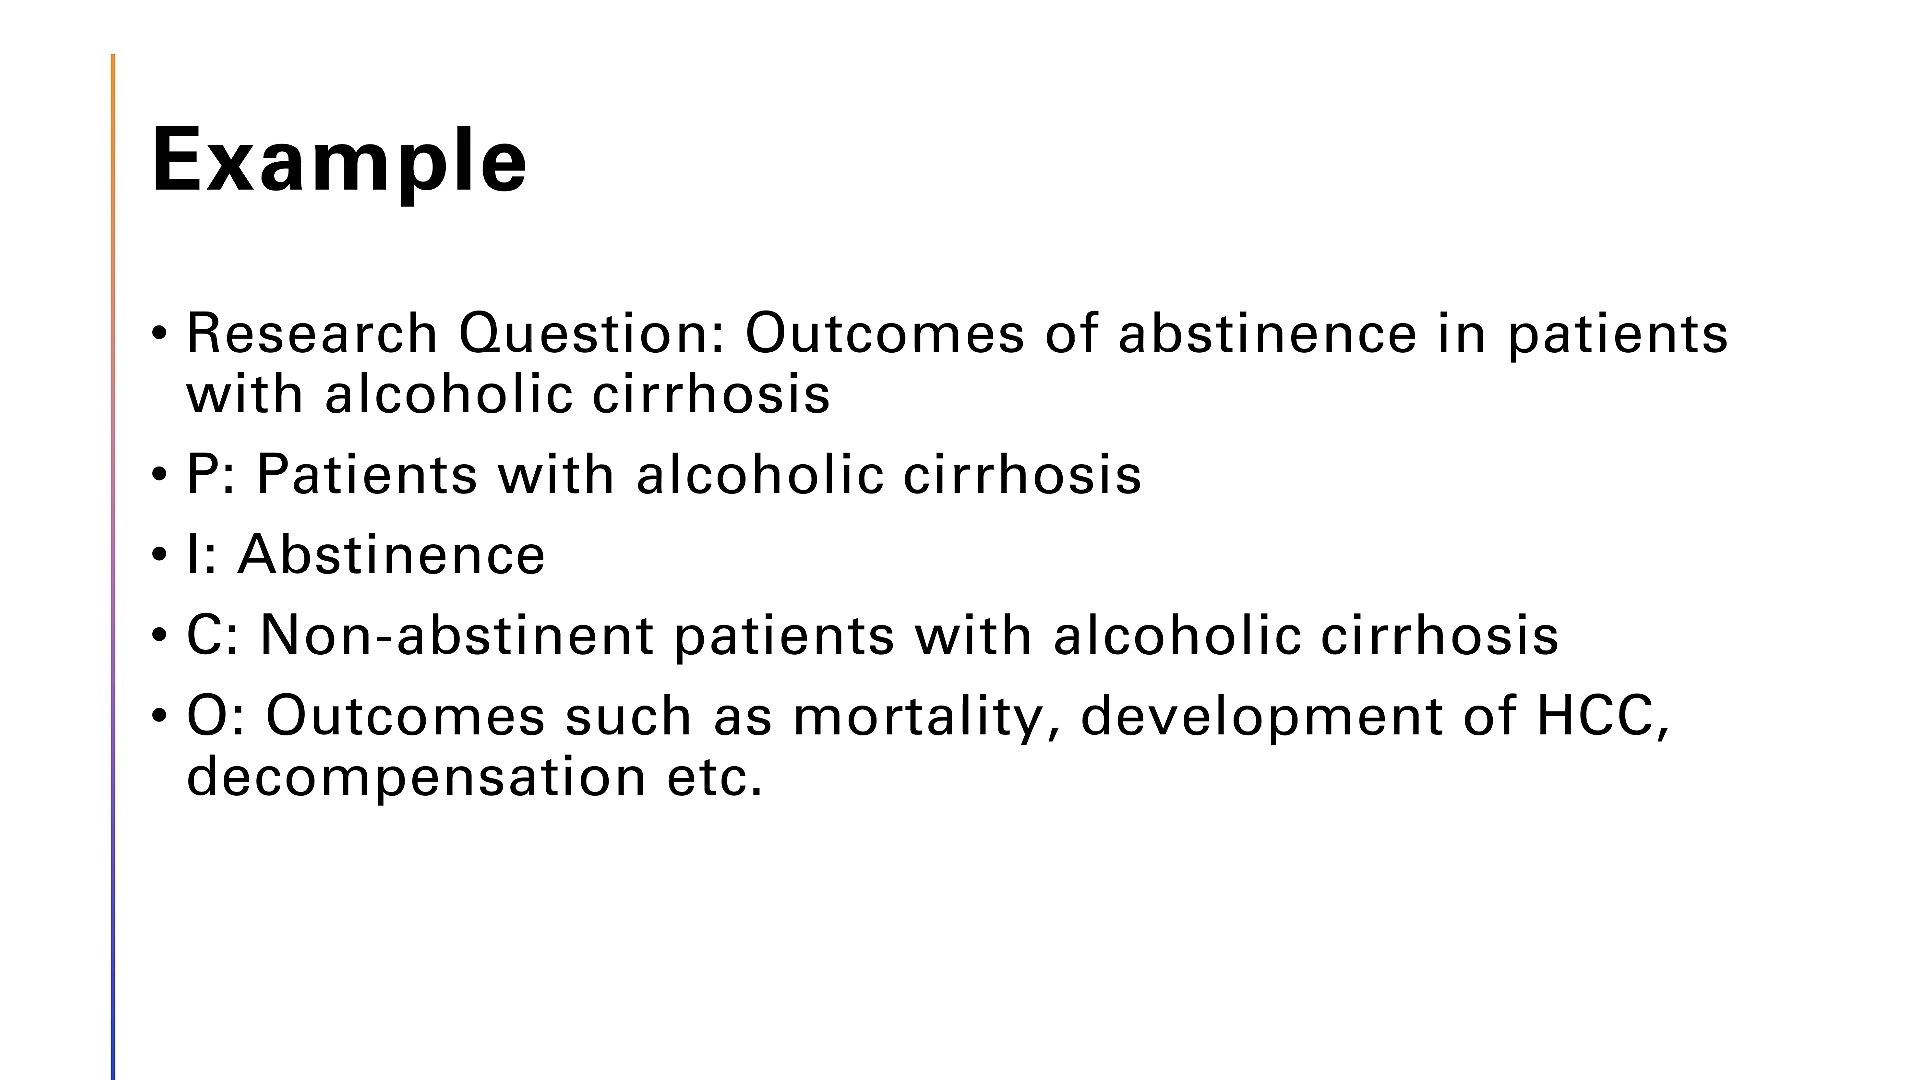 Example
• Research Question: Outcomes of abstinence in patients
with alcoholic cirrhosis
• P: Patients with alcoholic cirrhosis
• I: Abstinence
• C: Non-abstinent patients with alcoholic cirrhosis
• O: Outcomes such as mortality, development of HCC,
decompensation etc.